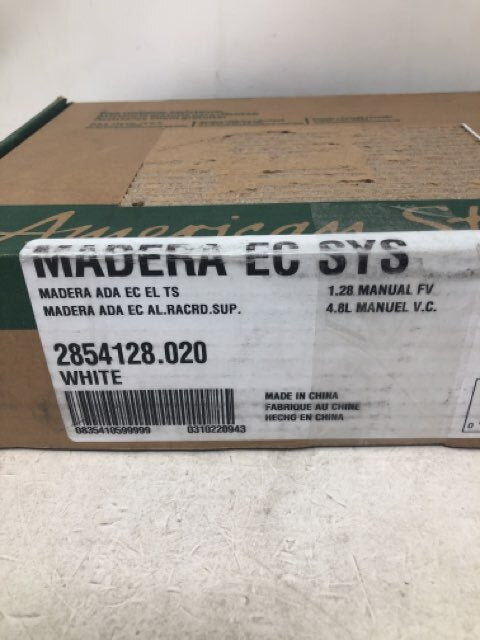 American St
MADERA EC SYS
MADERA ADA EC EL TS 1.28 MANUAL FV
MADERA ADA EC AL.RACRD.SUP. 4.8L MANUEL V.C.
2854128.020
WHITE
MADE IN CHINA
FABRIQUE AU CHINE
HECHO EN CHINA
0835410599999 0310220943
0